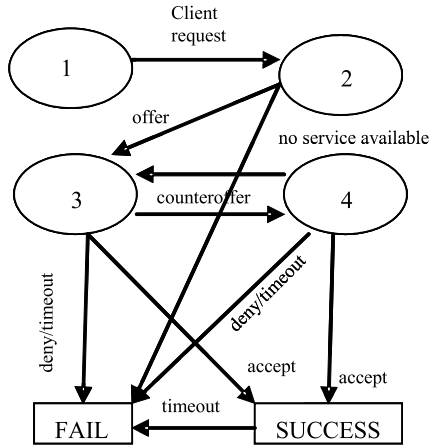 Client
request
1
2
offer
no service available
3
counteroffer
4
deny/timeout
deny/timeout
accept
accept
timeout
FAIL
SUCCESS